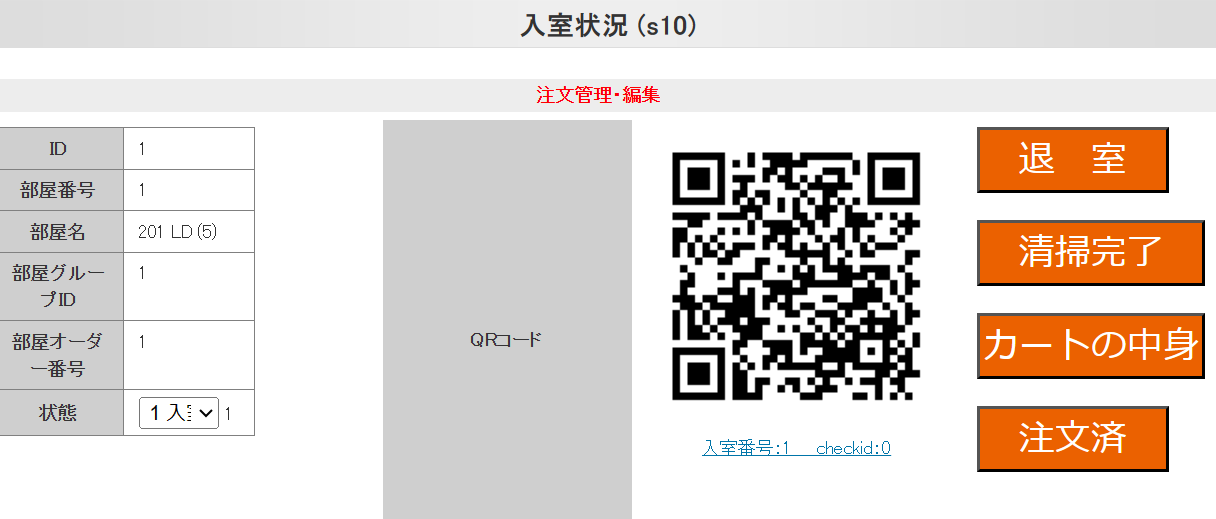 入室状況 (s10)
注文管理・編集
ID 1
部屋番号 1
部屋名 201 LD (5)
部屋グルー
プID 1
部屋オーダ
ー番号 1
状態 1 入 1
QRコード
入室番号:1 checkid:0
退 室
清掃完了
カートの中身
注文済